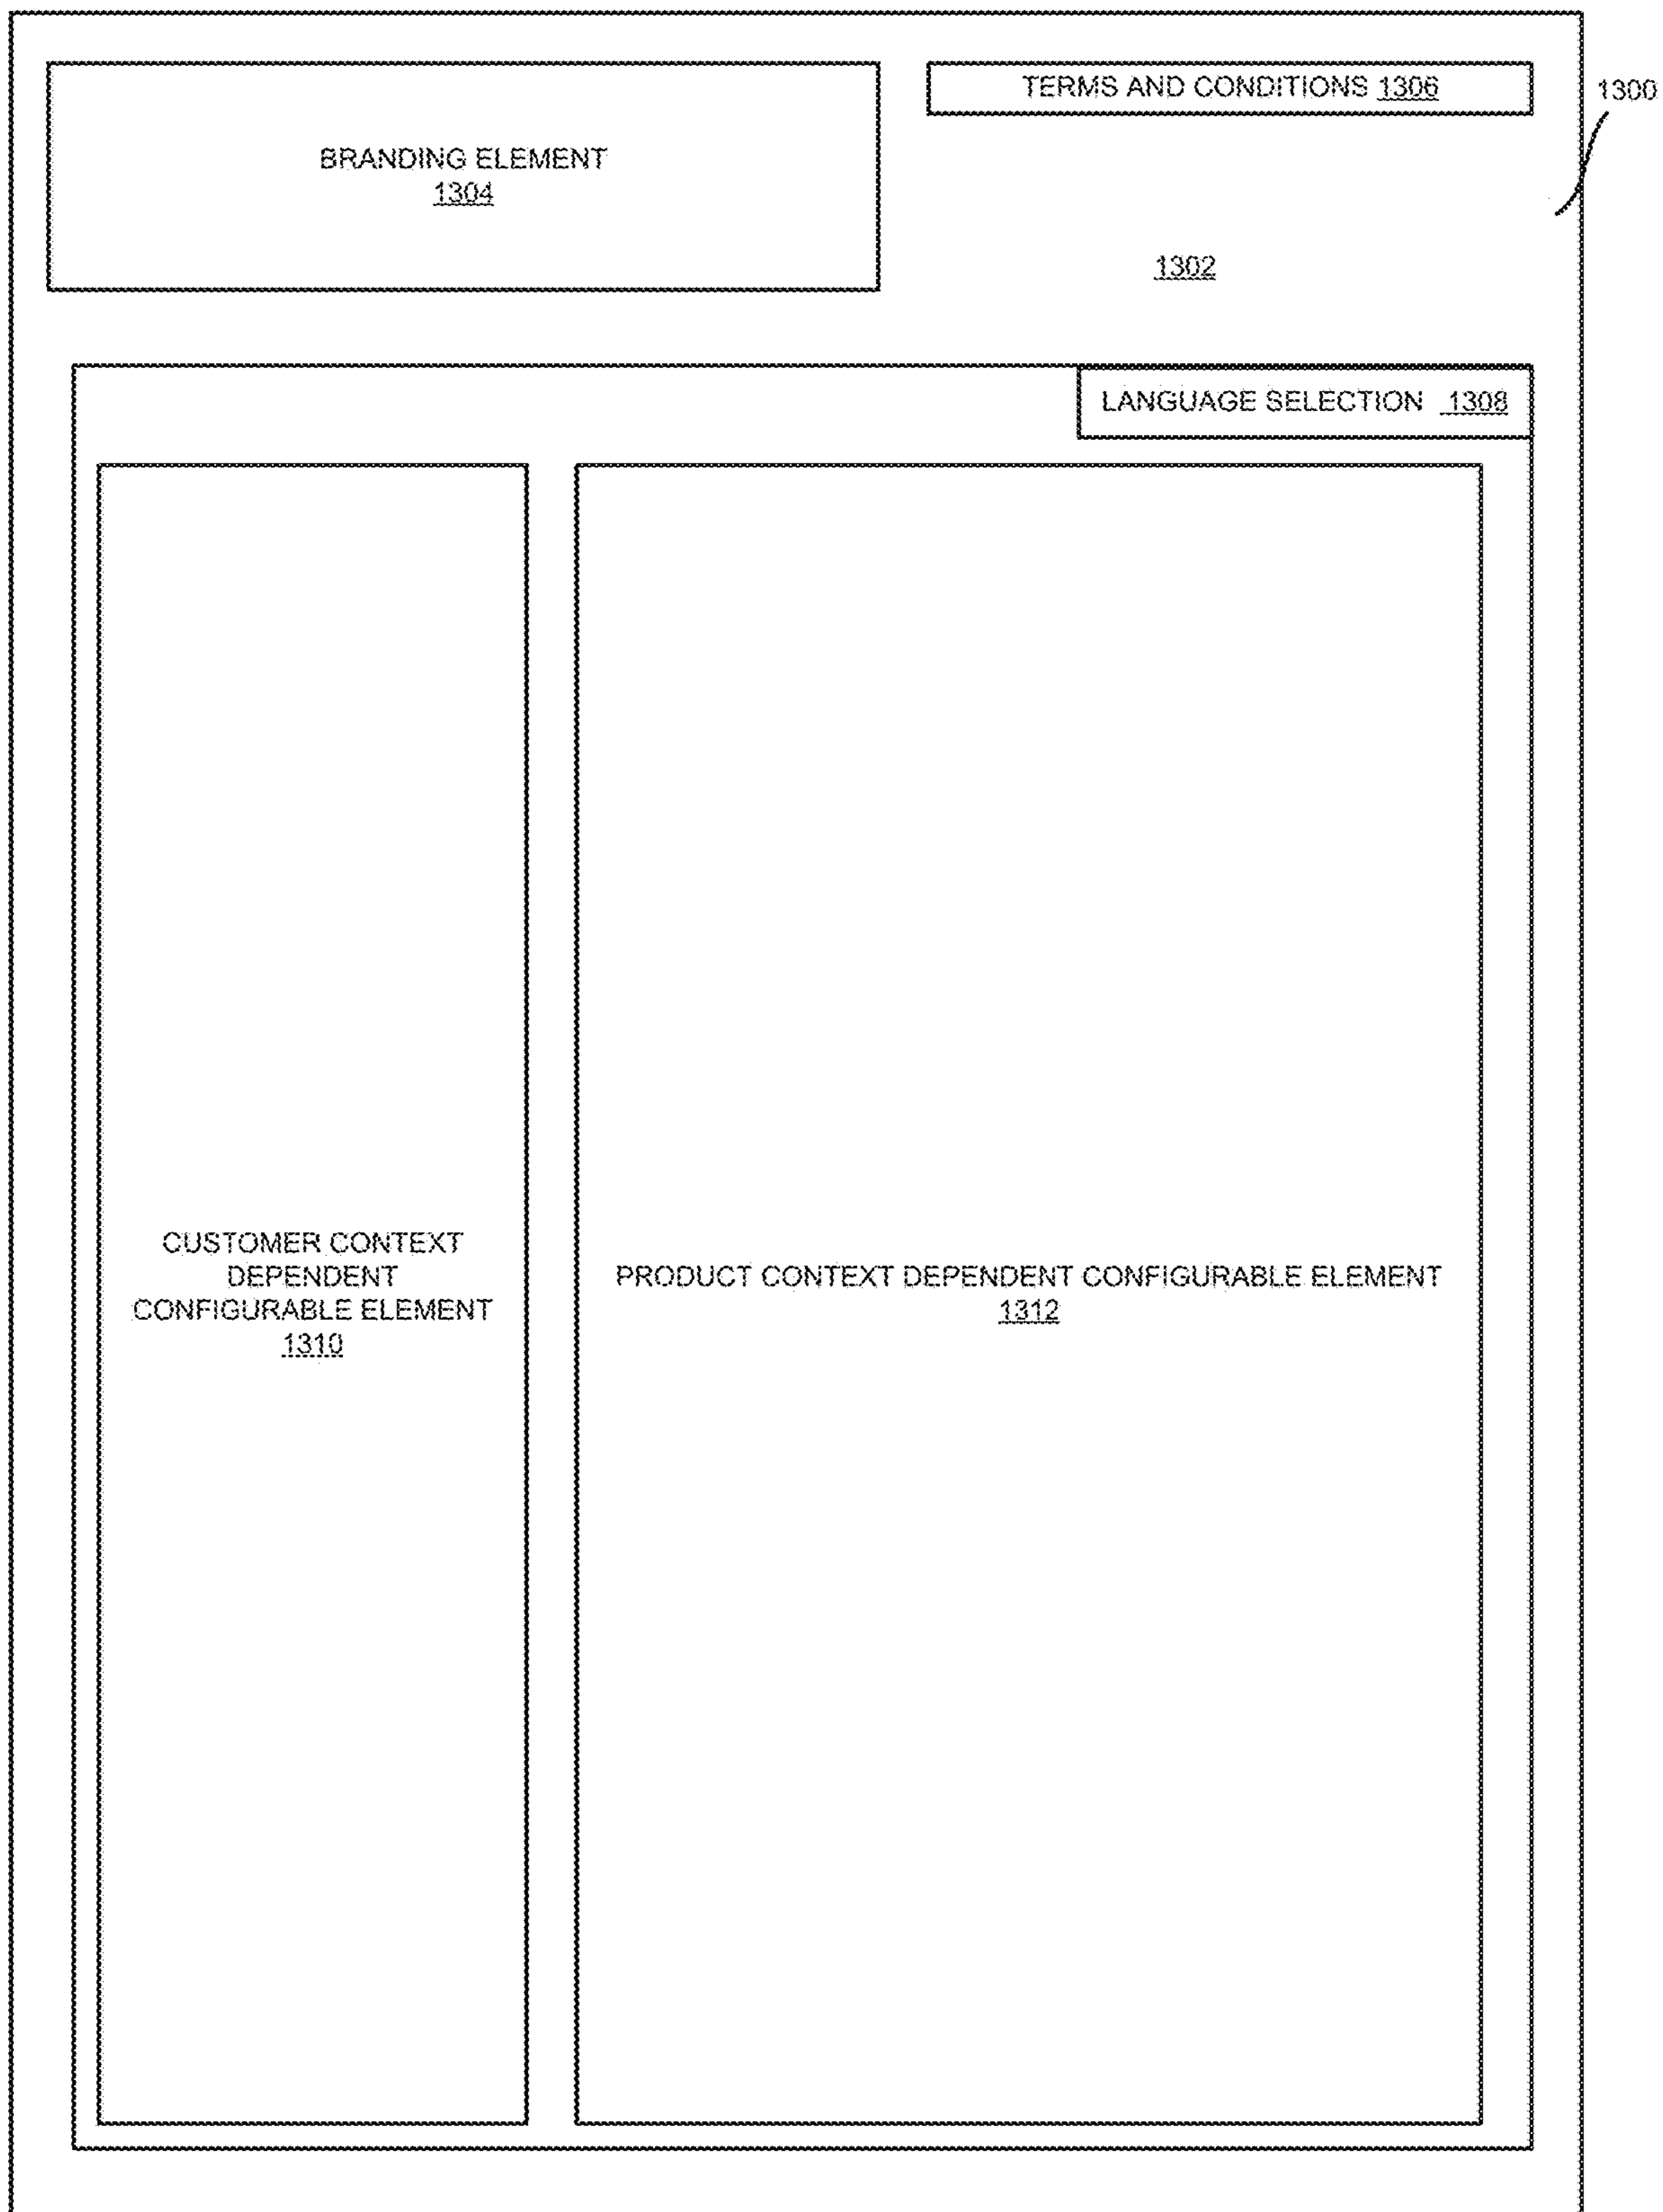 TERMS AND CONDITIONS 1306
1300
BRANDING ELEMENT
1304
1302
LANGUAGE SELECTION 1308
CUSTOMER CONTEXT
DEPENDENT
CONFIGURABLE ELEMENT
1310
PRODUCT CONTEXT DEPENDENT CONFIGURABLE ELEMENT
1312